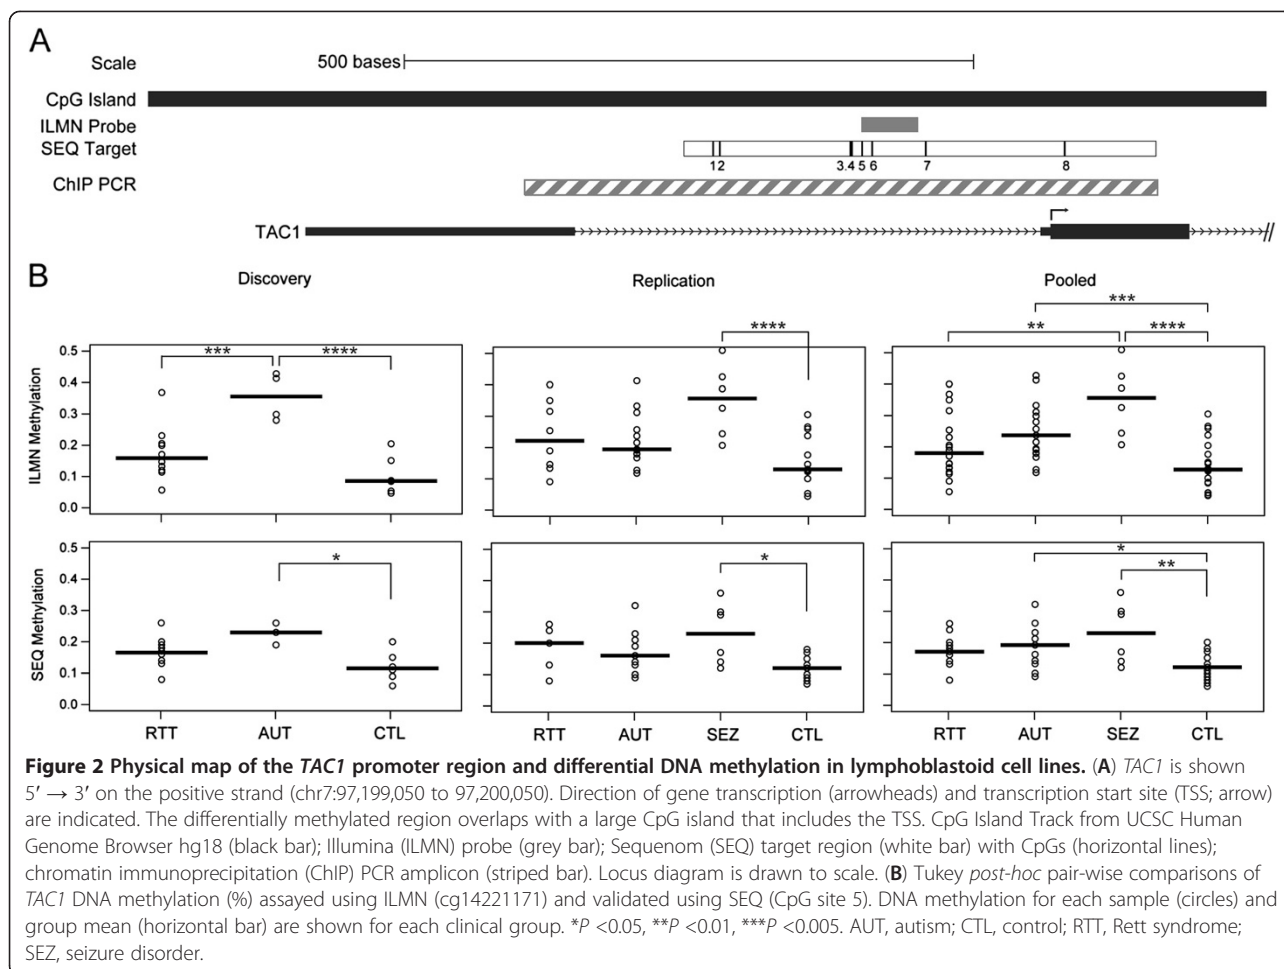 A
Scale
500 bases
CpG Island
ILMN Probe
SEQ Target
12 3.4 5 6 7 8
ChIP PCR
TAC1
B
Discovery Replication Pooled
***
** ****
****
*** ****
ILMN Methylation
0.5
0.4
0.3
0.2
0.1
0.0
* * * **
SEQ Methylation
0.5
0.4
0.3
0.2
0.1
0.0
RTT AUT CTL RTT AUT SEZ CTL RTT AUT SEZ CTL
Figure 2 Physical map of the TAC1 promoter region and differential DNA methylation in lymphoblastoid cell lines. (A) TAC1 is shown
5′ → 3′ on the positive strand (chr7:97,199,050 to 97,200,050). Direction of gene transcription (arrowheads) and transcription start site (TSS; arrow)
are indicated. The differentially methylated region overlaps with a large CpG island that includes the TSS. CpG Island Track from UCSC Human
Genome Browser hg18 (black bar); Illumina (ILMN) probe (grey bar); Sequenom (SEQ) target region (white bar) with CpGs (horizontal lines);
chromatin immunoprecipitation (ChIP) PCR amplicon (striped bar). Locus diagram is drawn to scale. (B) Tukey post-hoc pair-wise comparisons of
TAC1 DNA methylation (%) assayed using ILMN (cg14221171) and validated using SEQ (CpG site 5). DNA methylation for each sample (circles) and
group mean (horizontal bar) are shown for each clinical group. *P <0.05, **P <0.01, ***P <0.005. AUT, autism; CTL, control; RTT, Rett syndrome;
SEZ, seizure disorder.